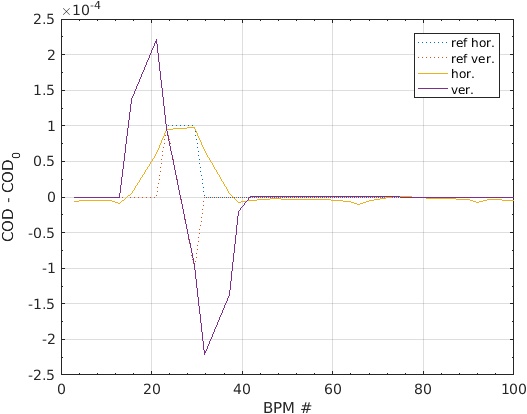 ×10⁻⁴
2.5
2
1.5
1
0.5
0
-0.5
-1
-1.5
-2
-2.5
COD - COD₀
ref hor.
ref ver.
hor.
ver.
0 20 40 60 80 100
BPM #